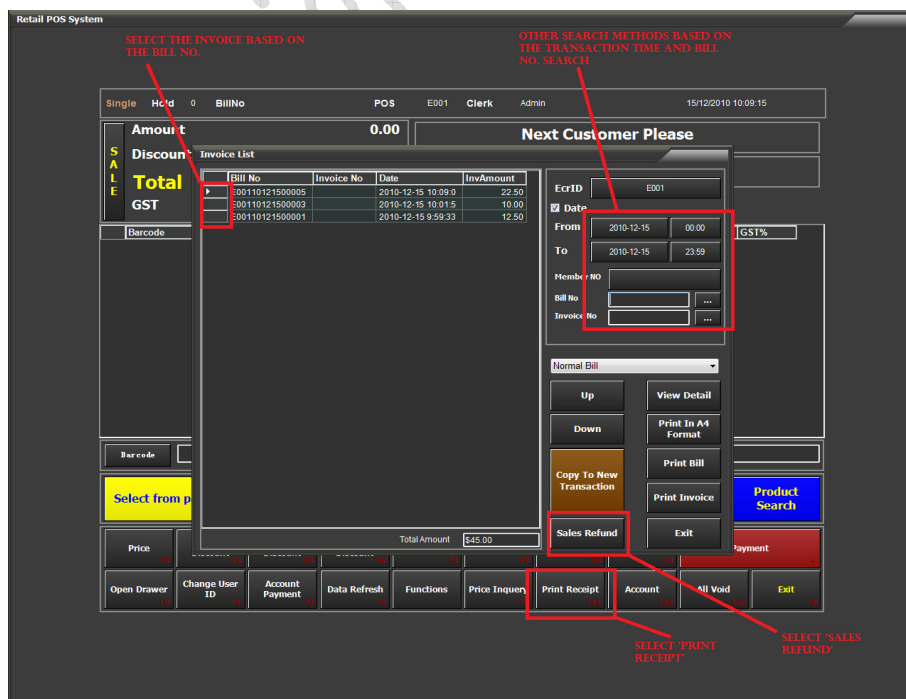 Retail POS System
SELECT THE INVOICE BASED ON
THE BILL NO.
OTHER SEARCH METHODS BASED ON
THE TRANSACTION TIME AND BILL
NO. SEARCH
Single Hold 0 BillNo POS E001 Clerk Admin 15/12/2010 10:09:15
SALE
Amount 0.00
Next Customer Please
Discount
Total
GST
Barcode GST%
Invoice List
Bill No Invoice No Date InvAmount
E00110121500005 2010-12-15 10:09:0 22.50
E00110121500003 2010-12-15 10:01:5 10.00
E00110121500001 2010-12-15 9:59:33 12.50
EcrID E001
Date
From 2010-12-15 00:00
To 2010-12-15 23:59
Member NO
Bill No ...
Invoice No ...
Normal Bill
Up View Detail
Down Print In A4
Format
Copy To New
Transaction
Print Bill
Print Invoice
Sales Refund Exit
Total Amount $45.00
Barcode
Select from p
Product
Search
Price
Payment
Open Drawer
Change User
ID
Account
Payment
Data Refresh
Functions
Price Inquery
Print Receipt
Account
All Void
Exit
SELECT 'PRINT
RECEIPT'
SELECT 'SALES
REFUND'